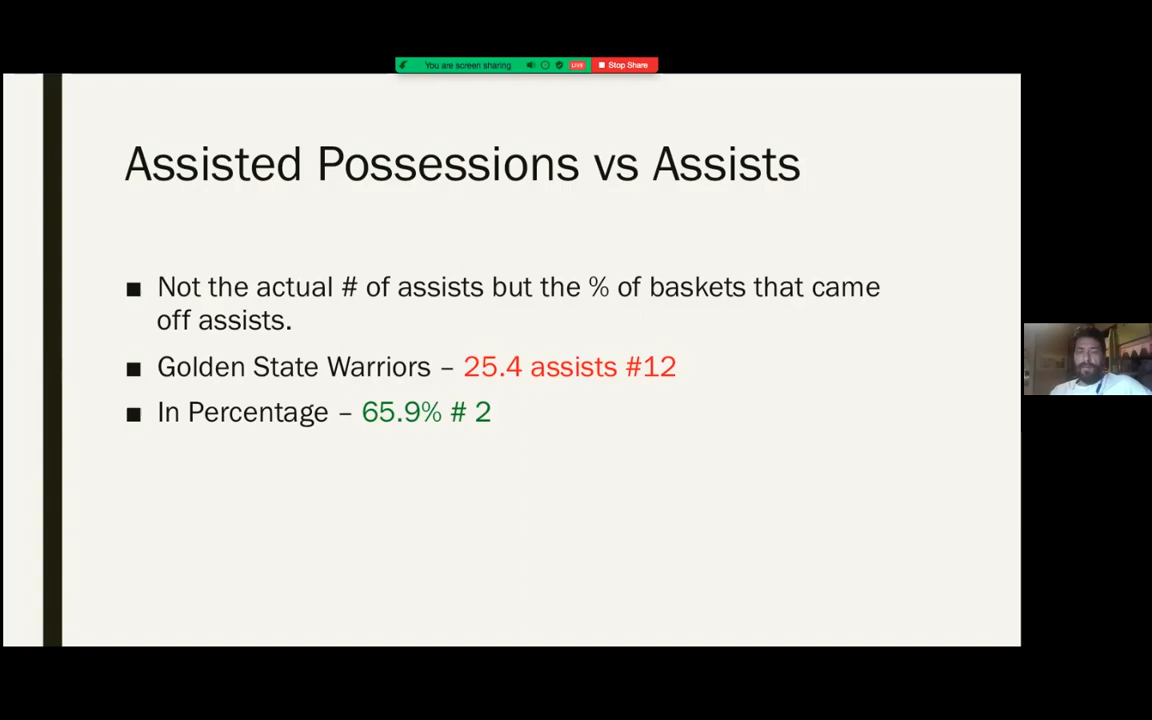 You are screen sharing LIVE Stop Share
Assisted Possessions vs Assists
■ Not the actual # of assists but the % of baskets that came
off assists.
■ Golden State Warriors – 25.4 assists #12
■ In Percentage – 65.9% # 2